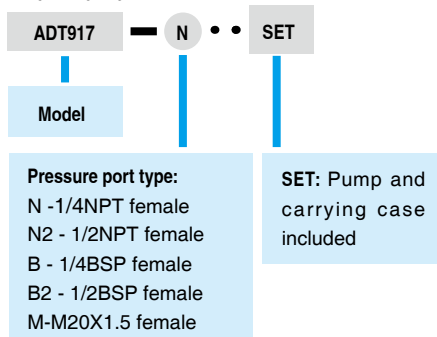 ADT917 — N • • SET
Model
Pressure port type:
N -1/4NPT female
N2 - 1/2NPT female
B - 1/4BSP female
B2 - 1/2BSP female
M-M20X1.5 female
SET: Pump and
carrying case
included